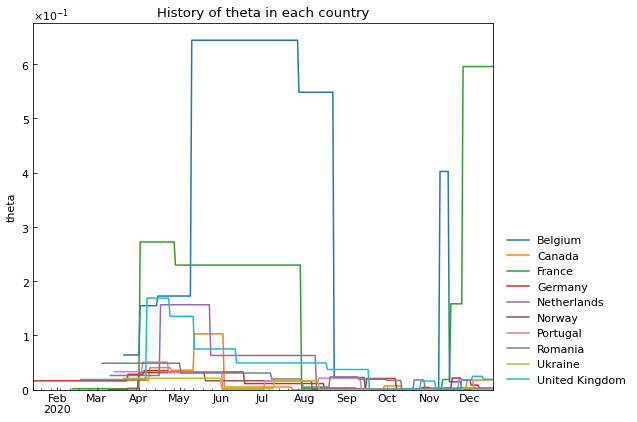 History of theta in each country
×10⁻¹
6
5
4
3
2
1
0
theta
Feb Mar Apr May Jun Jul Aug Sep Oct Nov Dec
2020
Belgium
Canada
France
Germany
Netherlands
Norway
Portugal
Romania
Ukraine
United Kingdom